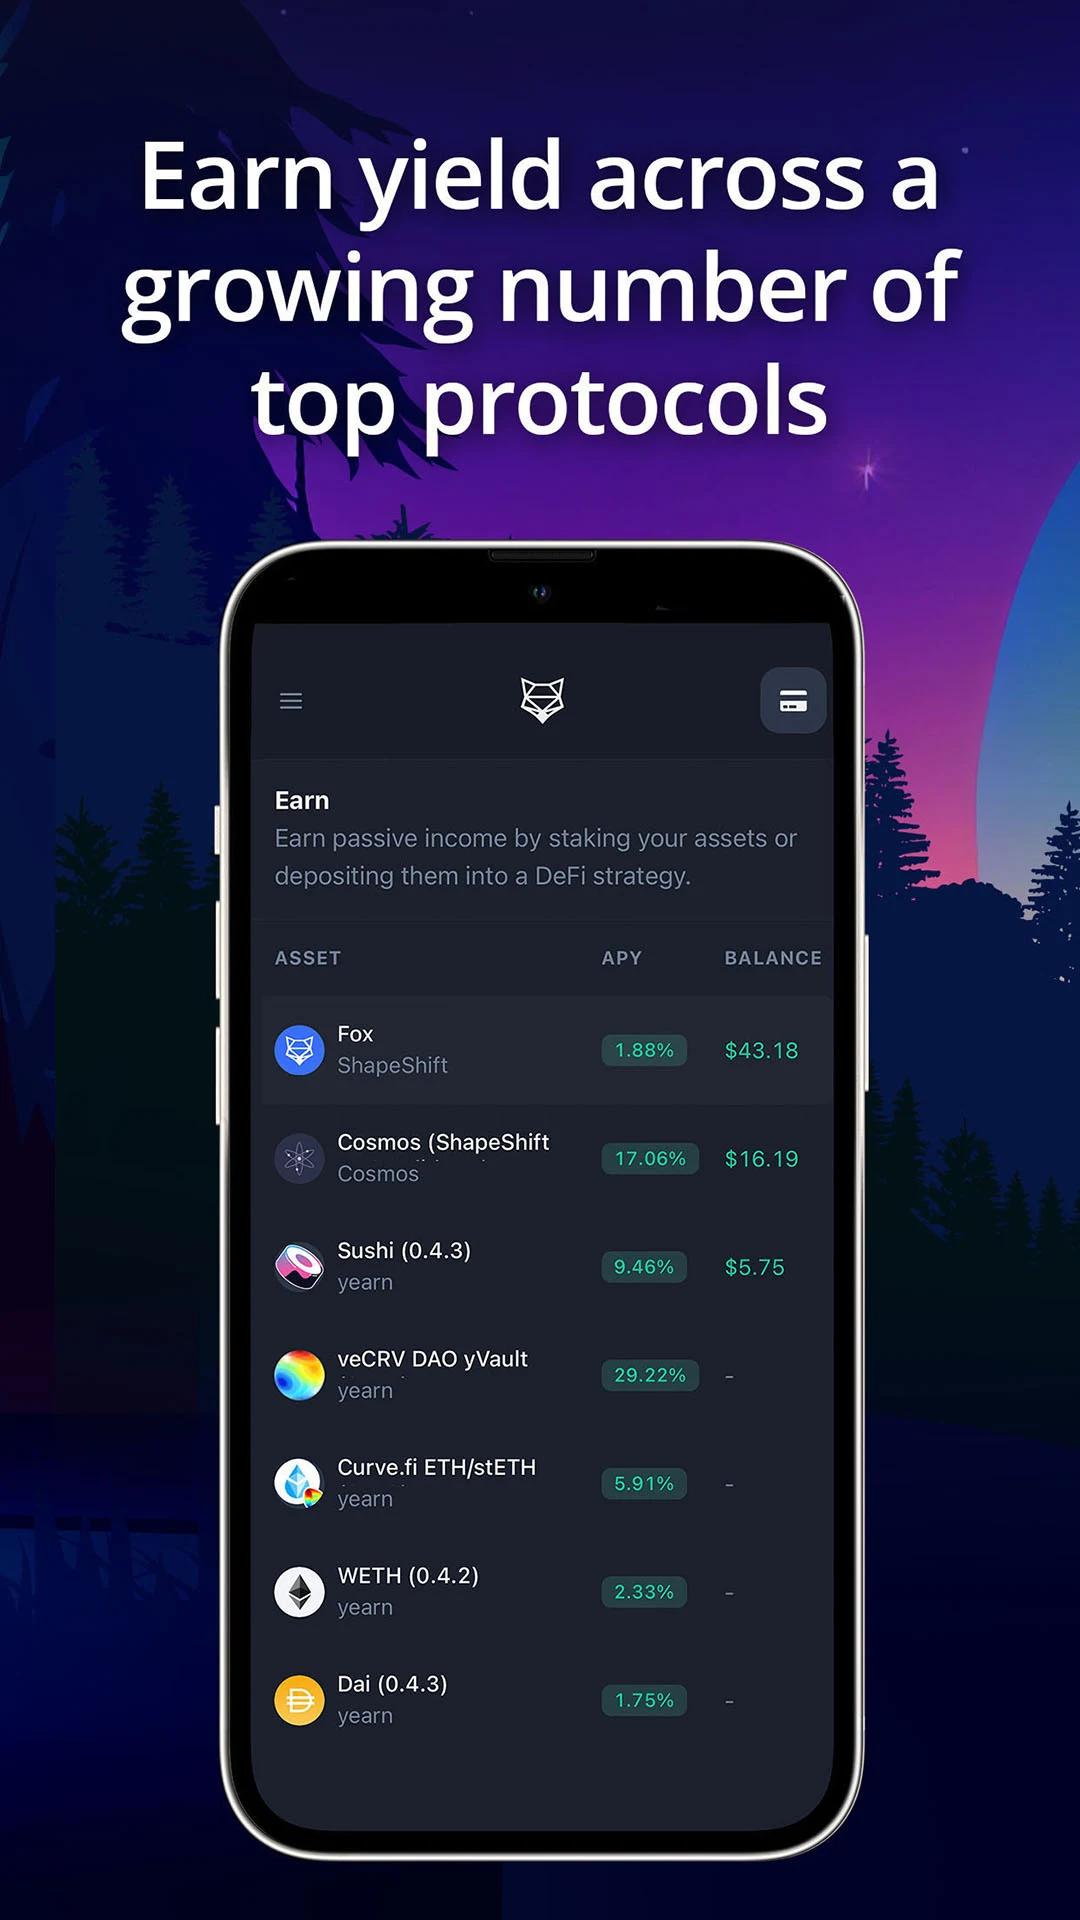 Earn yield across a
growing number of
top protocols
Earn
Earn passive income by staking your assets or
depositing them into a DeFi strategy.
ASSET APY BALANCE
Fox
ShapeShift
1.88% $43.18
Cosmos (ShapeShift
Cosmos
17.06% $16.19
Sushi (0.4.3)
yearn
9.46% $5.75
veCRV DAO yVault
yearn
29.22% -
Curve.fi ETH/stETH
yearn
5.91% -
WETH (0.4.2)
yearn
2.33% -
Dai (0.4.3)
yearn
1.75% -